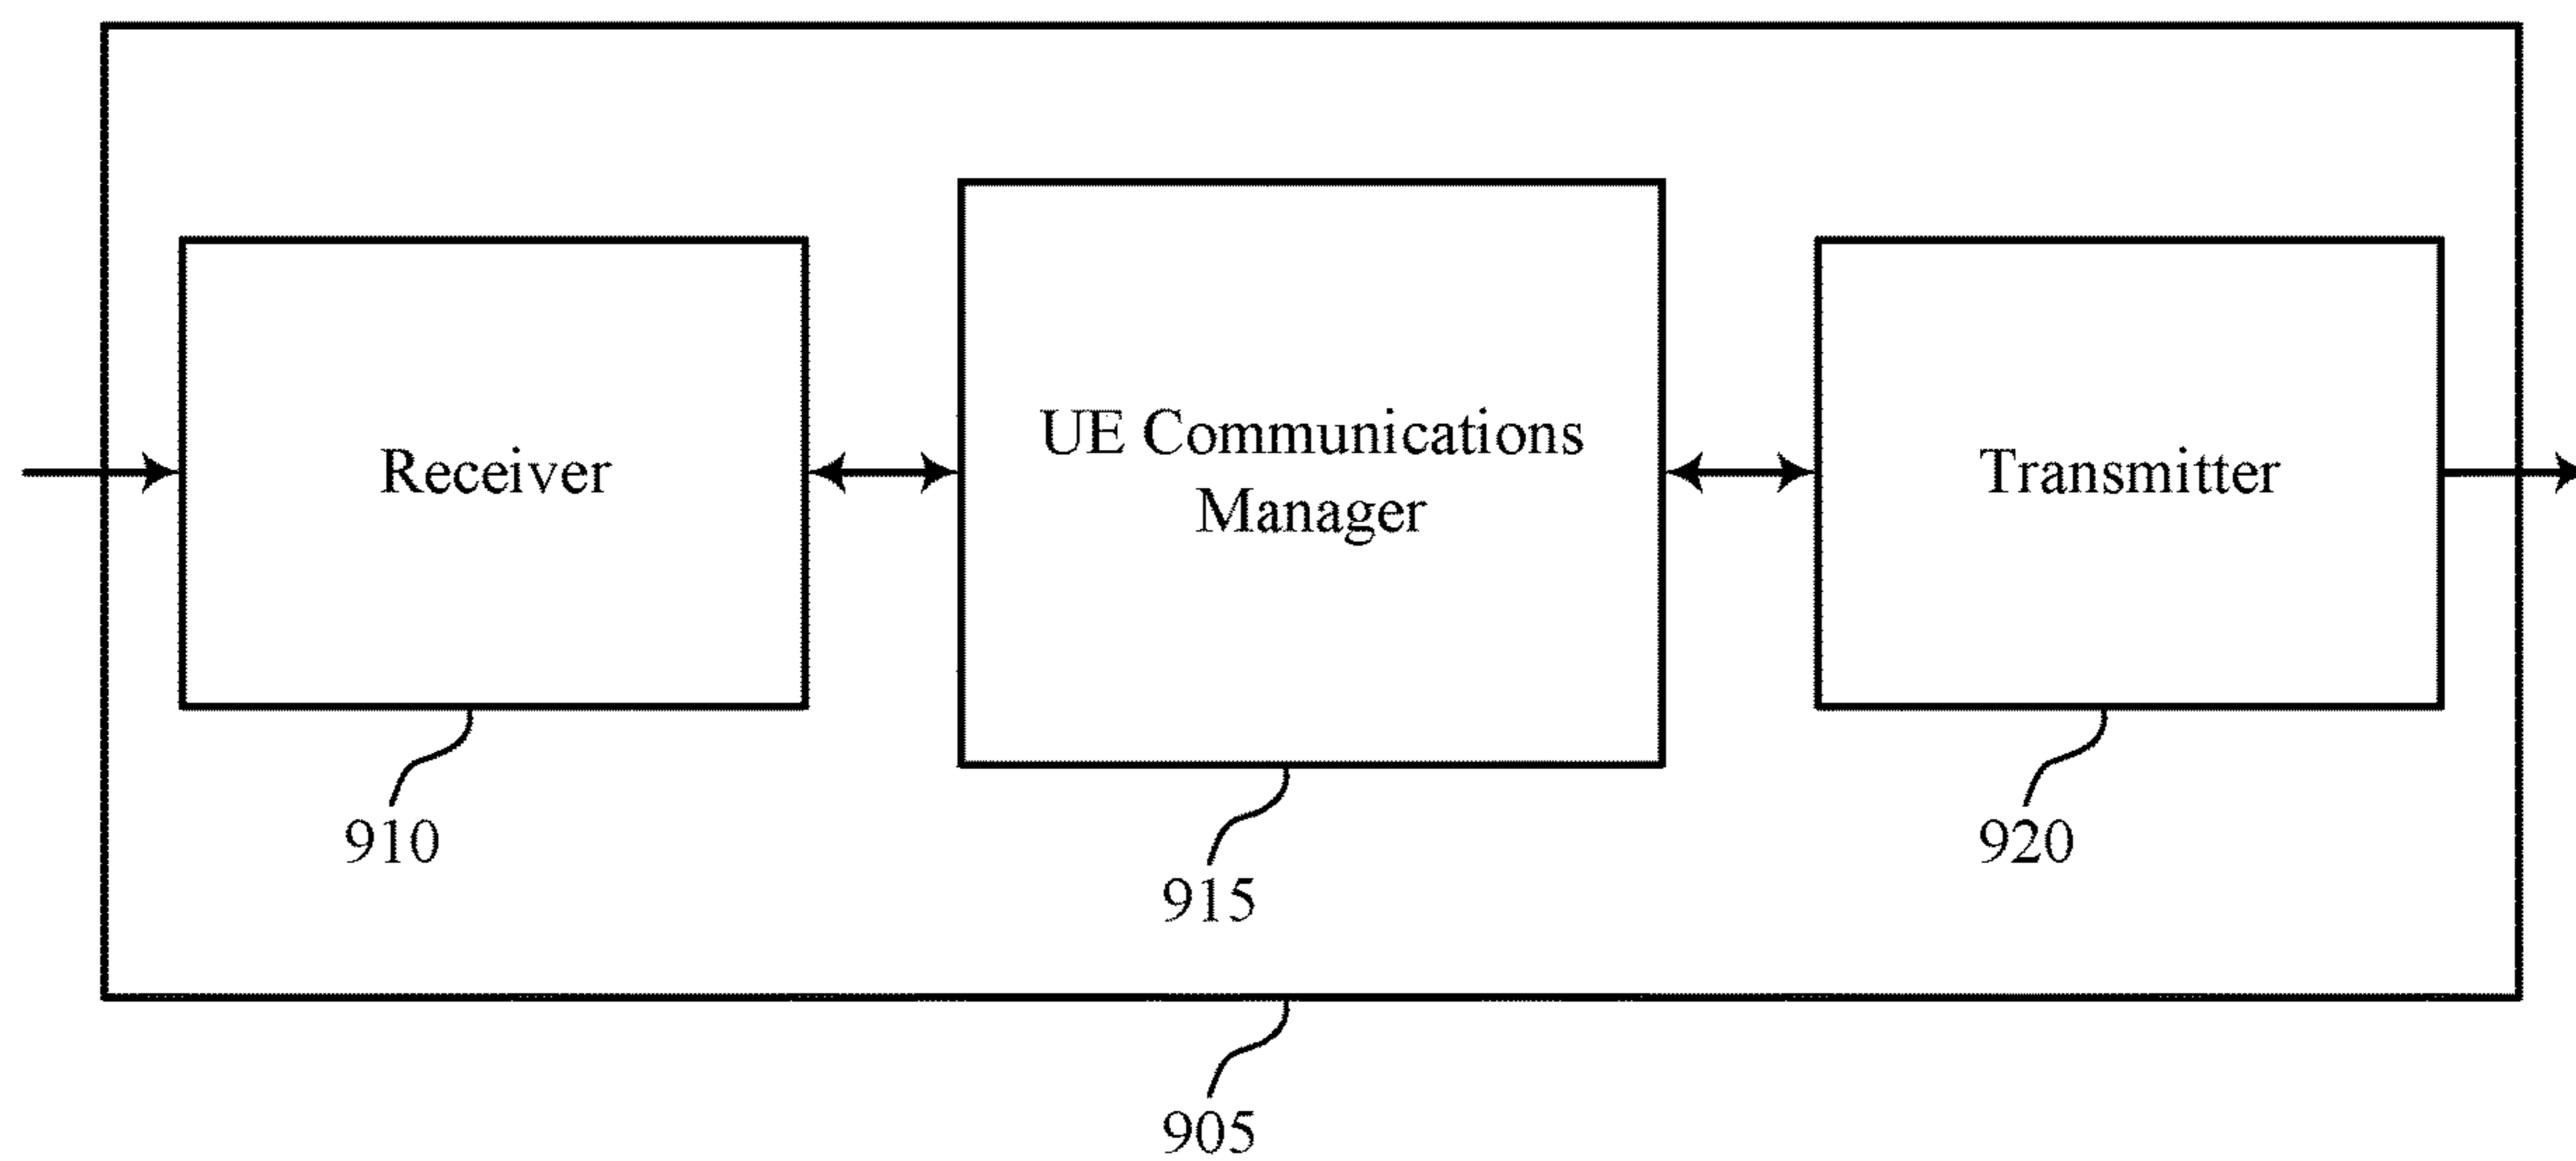 Receiver
UE Communications
Manager
Transmitter
910
915
920
905